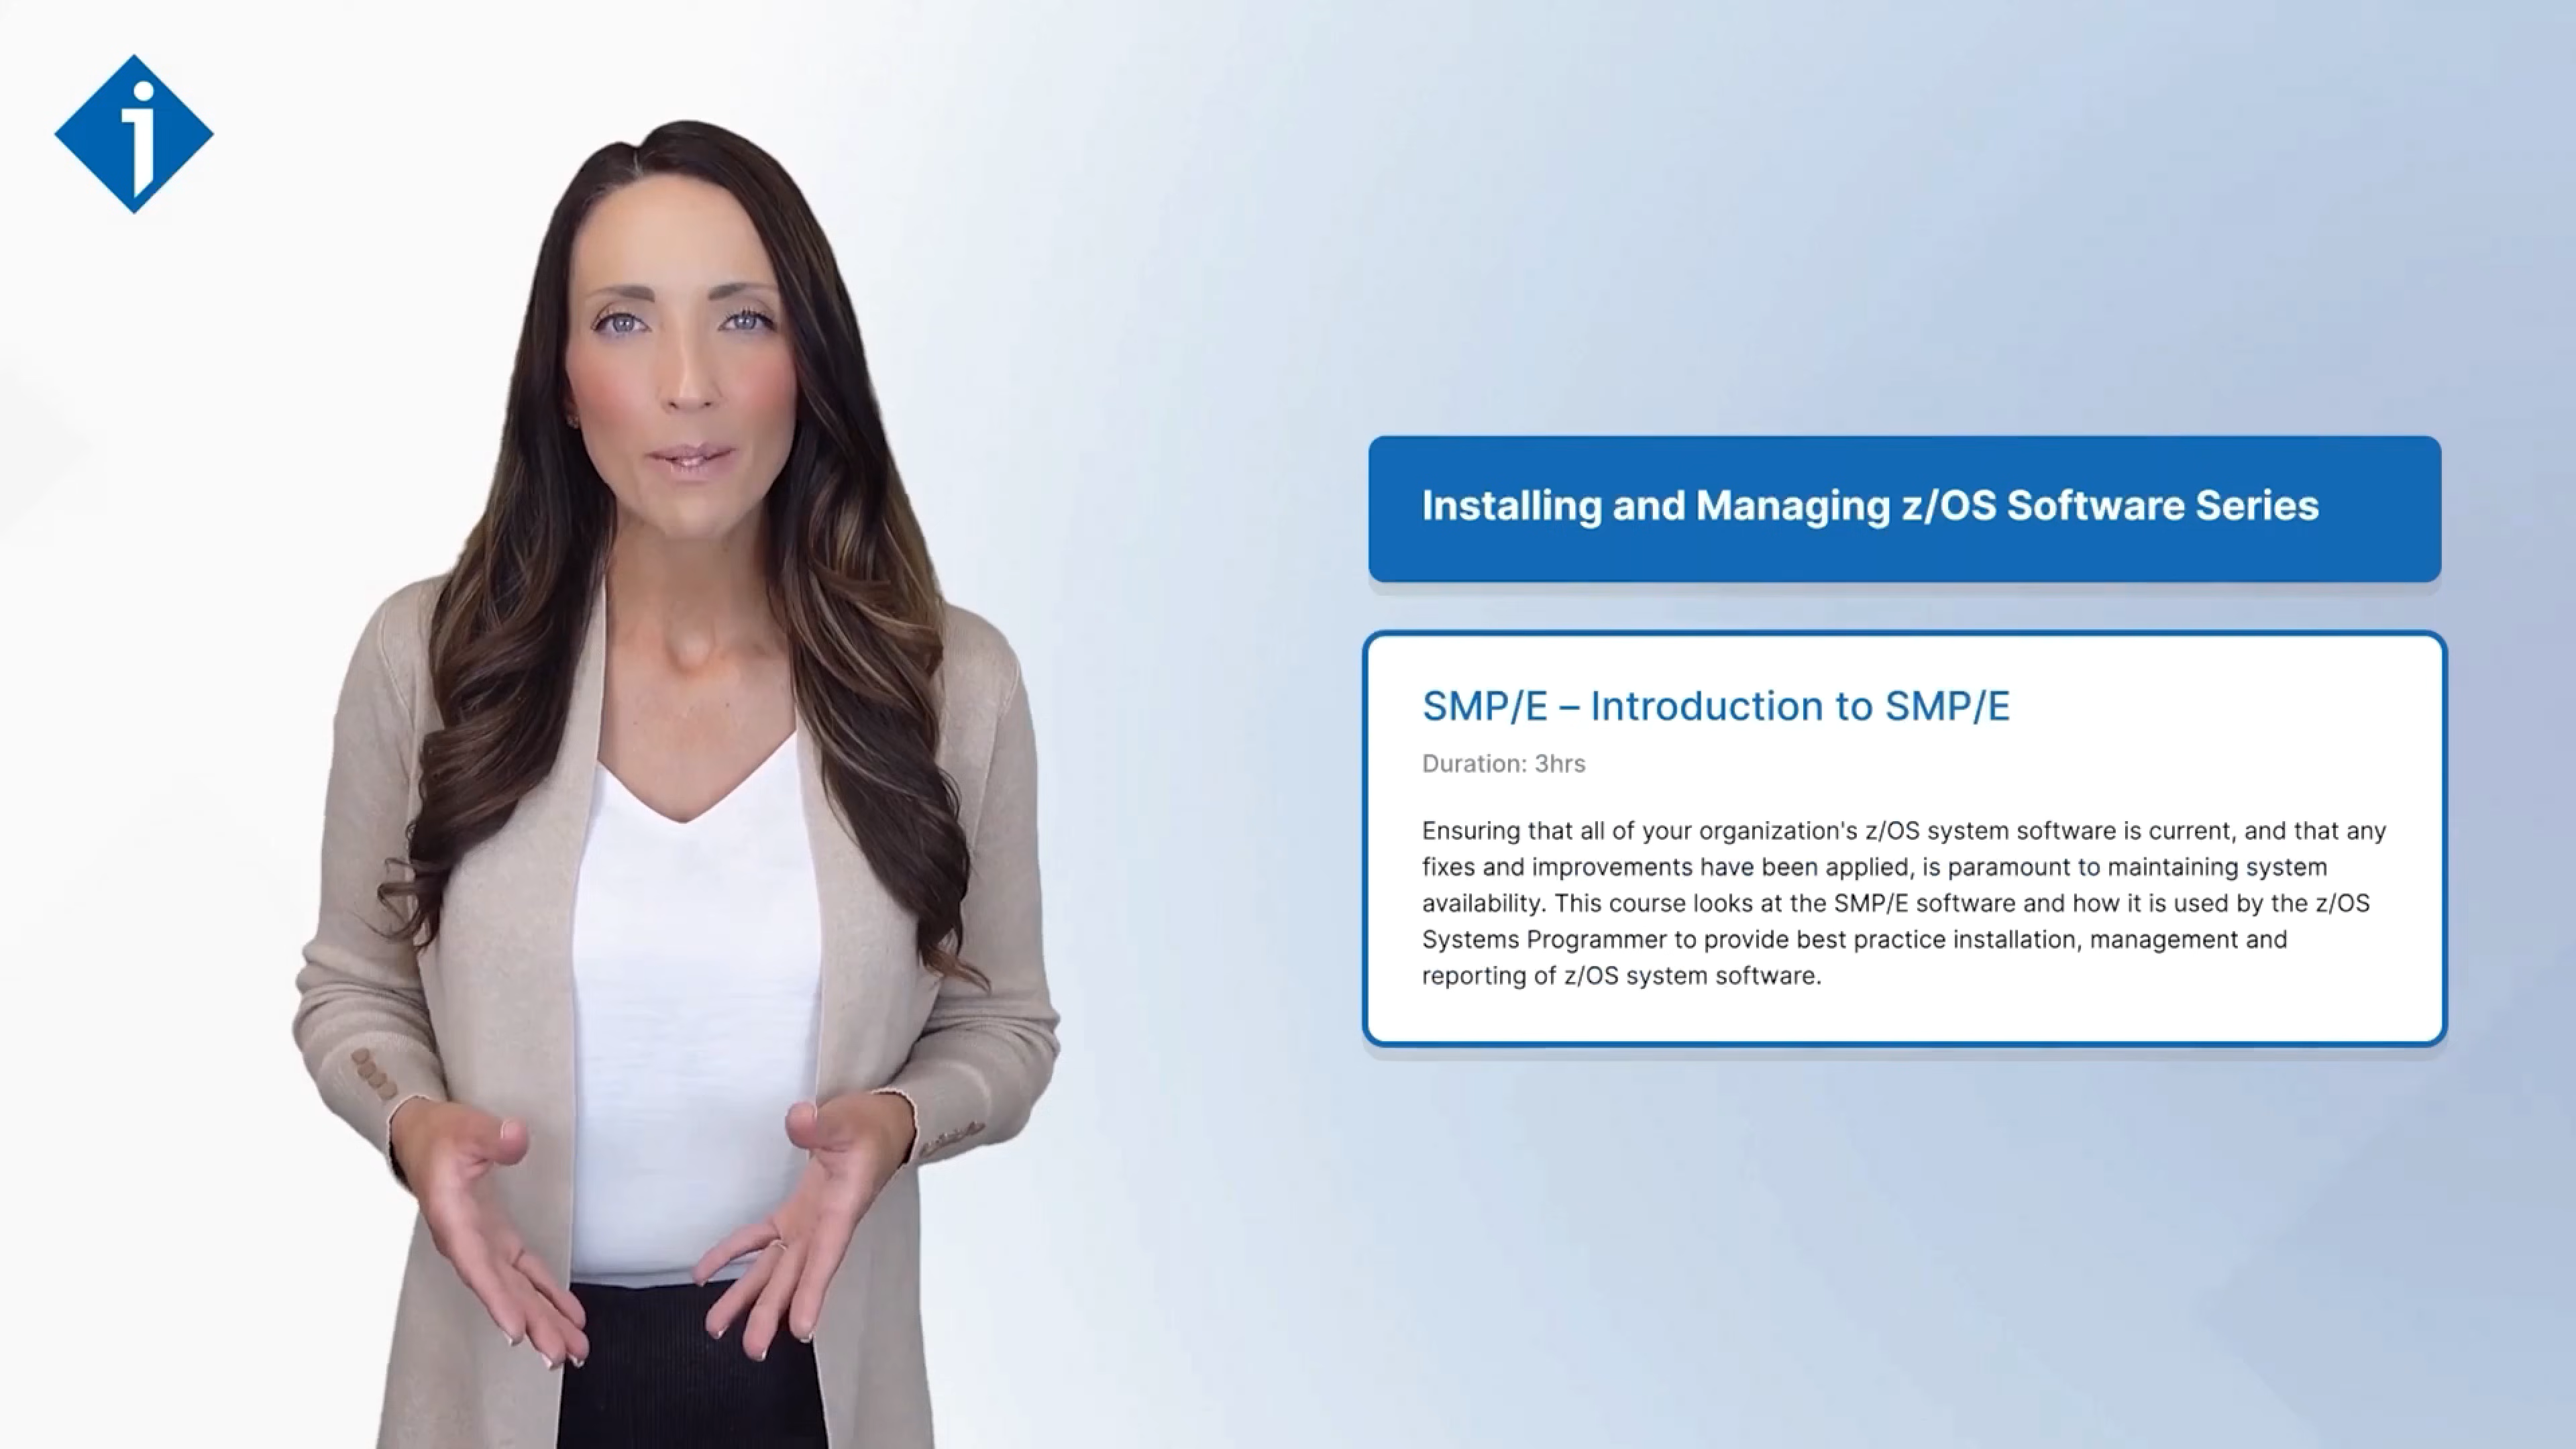 Installing and Managing z/OS Software Series
SMP/E – Introduction to SMP/E
Duration: 3hrs
Ensuring that all of your organization's z/OS system software is current, and that any
fixes and improvements have been applied, is paramount to maintaining system
availability. This course looks at the SMP/E software and how it is used by the z/OS
Systems Programmer to provide best practice installation, management and
reporting of z/OS system software.